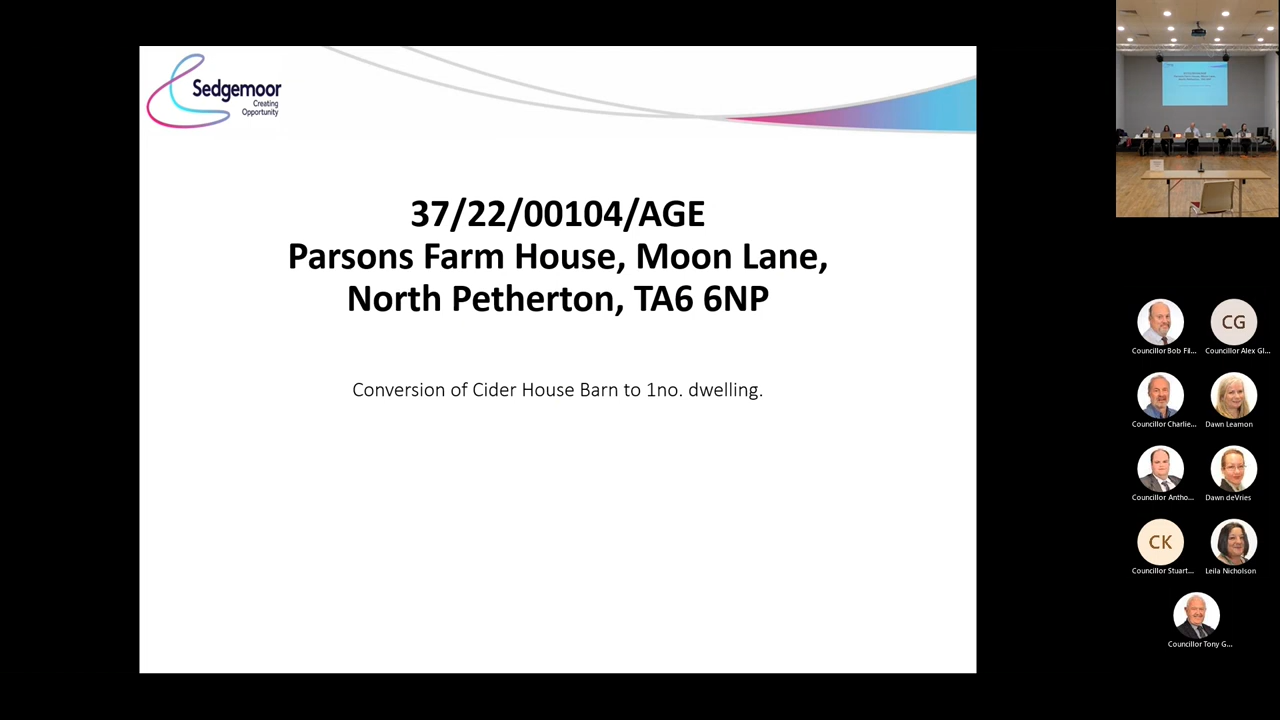 Sedgemoor
Creating
Opportunity
37/22/00104/AGE
Parsons Farm House, Moon Lane,
North Petherton, TA6 6NP
Conversion of Cider House Barn to 1no. dwelling.
CG
Councillor Bob Fil...
Councillor Alex Gl...
Councillor Charlie...
Dawn Leamon
Councillor Antho...
Dawn deVries
CK
Councillor Stuart...
Leila Nicholson
Councillor Tony G...